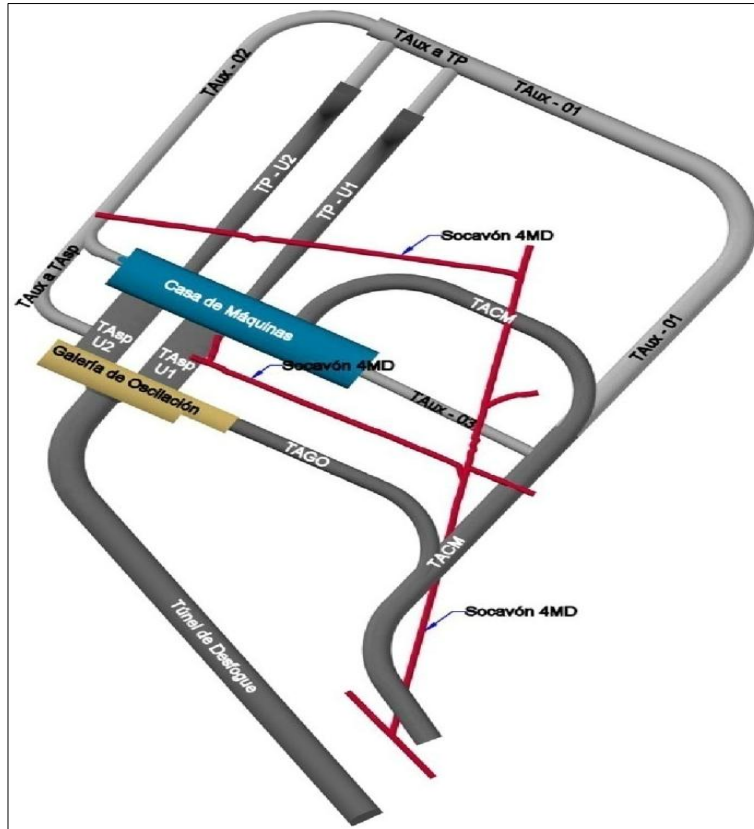 TAux a TP
TAux - 02
TAux - 01
TP - U2
TP - U1
Socavón 4MD
TAux a TAsp
Casa de Máquinas
TACM
TAux - 01
TAsp
U2
TAsp
U1
Socavón 4MD
Galería de Oscilación
TAux - 03
TAGO
TACM
Socavón 4MD
Túnel de Desfogue